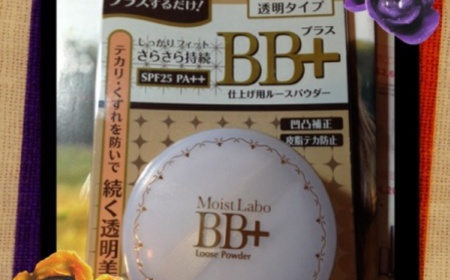 プラスするだけ!
透明タイプ
しっかりフィット
さらさら持続
SPF25 PA++
プラス
BB+
仕上げ用ルースパウダー
テカリ・くずれを防いで
続く透明美
凹凸補正
皮脂テカ防止
Moist Labo
BB+
Loose Powder